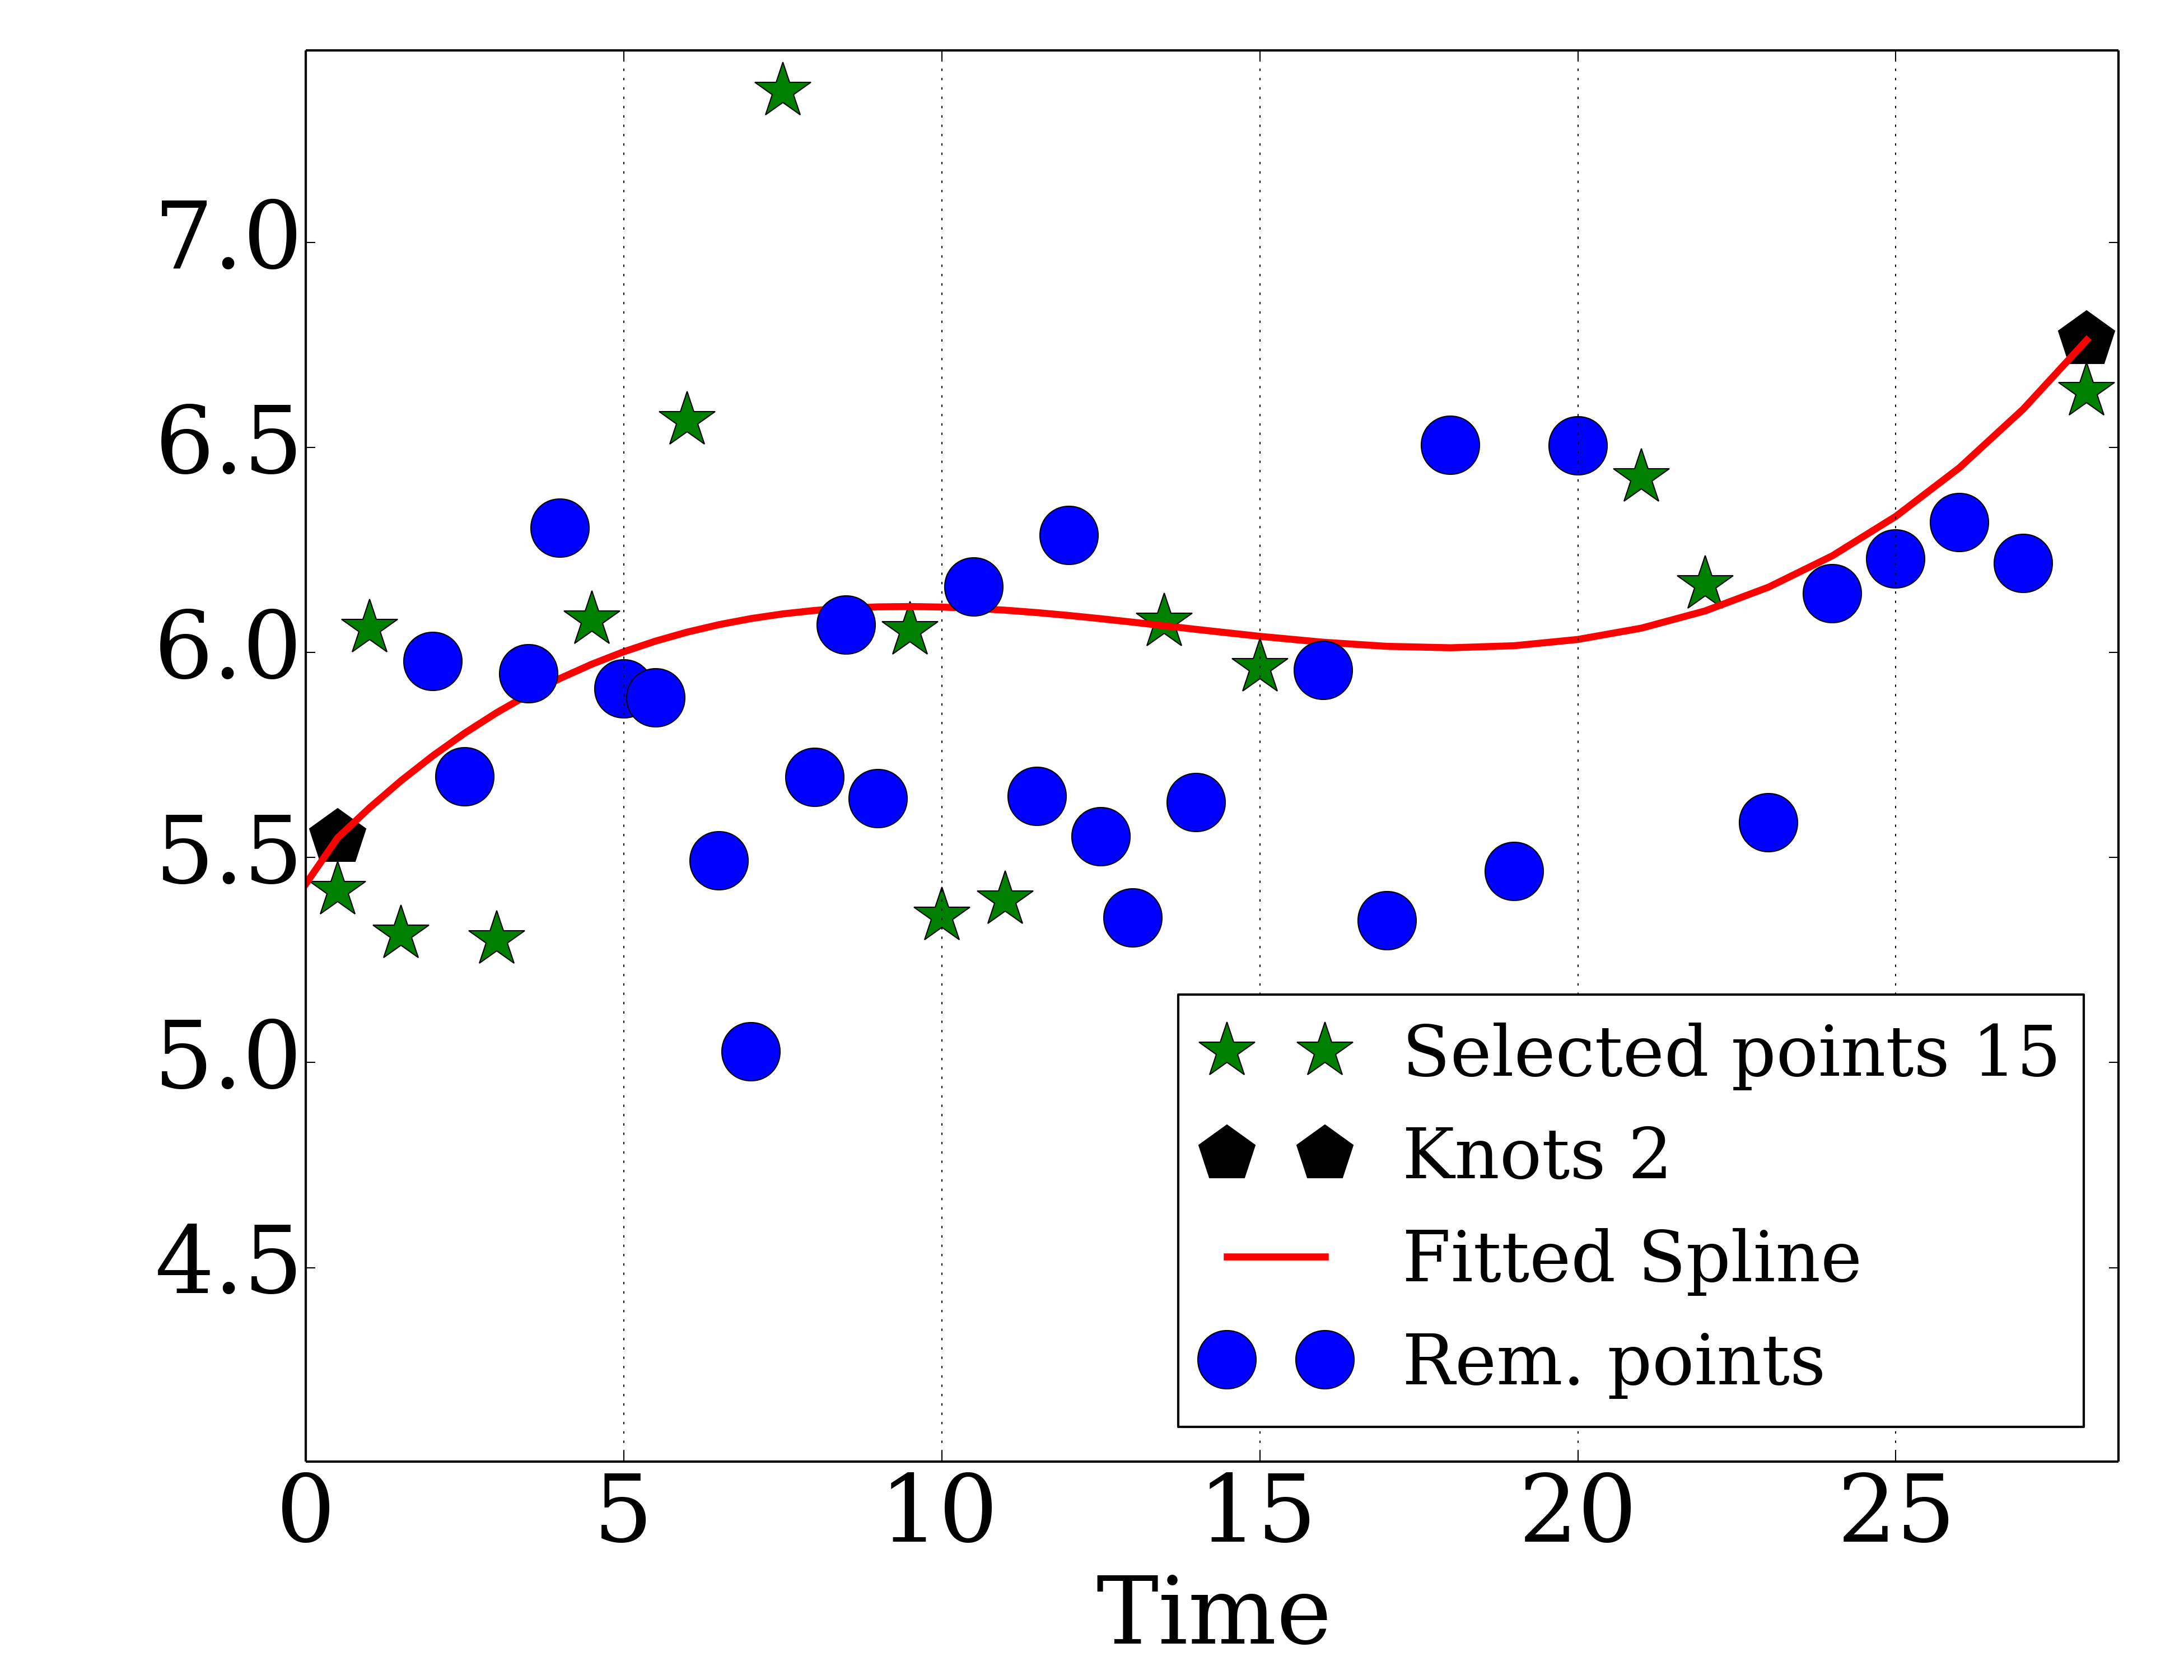 7.0
6.5
6.0
5.5
5.0
4.5
Selected points 15
Knots 2
Fitted Spline
Rem. points
0 5 10 15 20 25
Time